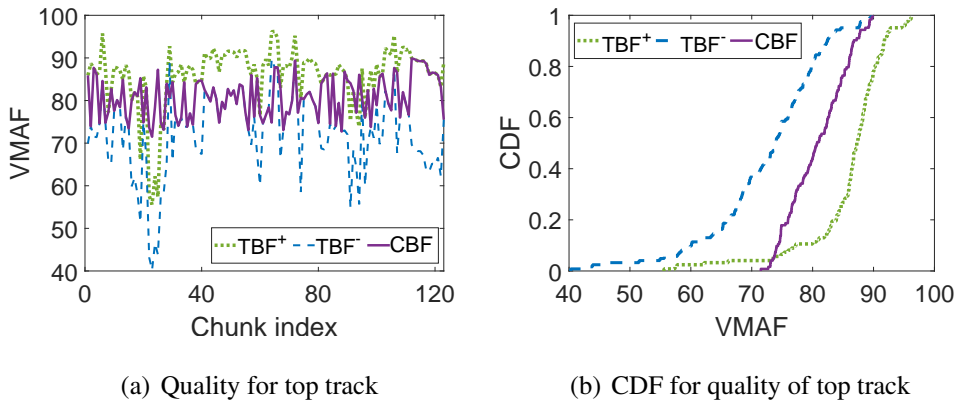 100
90
80
70
60
50
40
VMAF
TBF+ TBF- CBF
0 40 80 120
Chunk index
(a) Quality for top track
TBF+ TBF- CBF
1
0.8
0.6
0.4
0.2
0
CDF
40 50 60 70 80 90 100
VMAF
(b) CDF for quality of top track